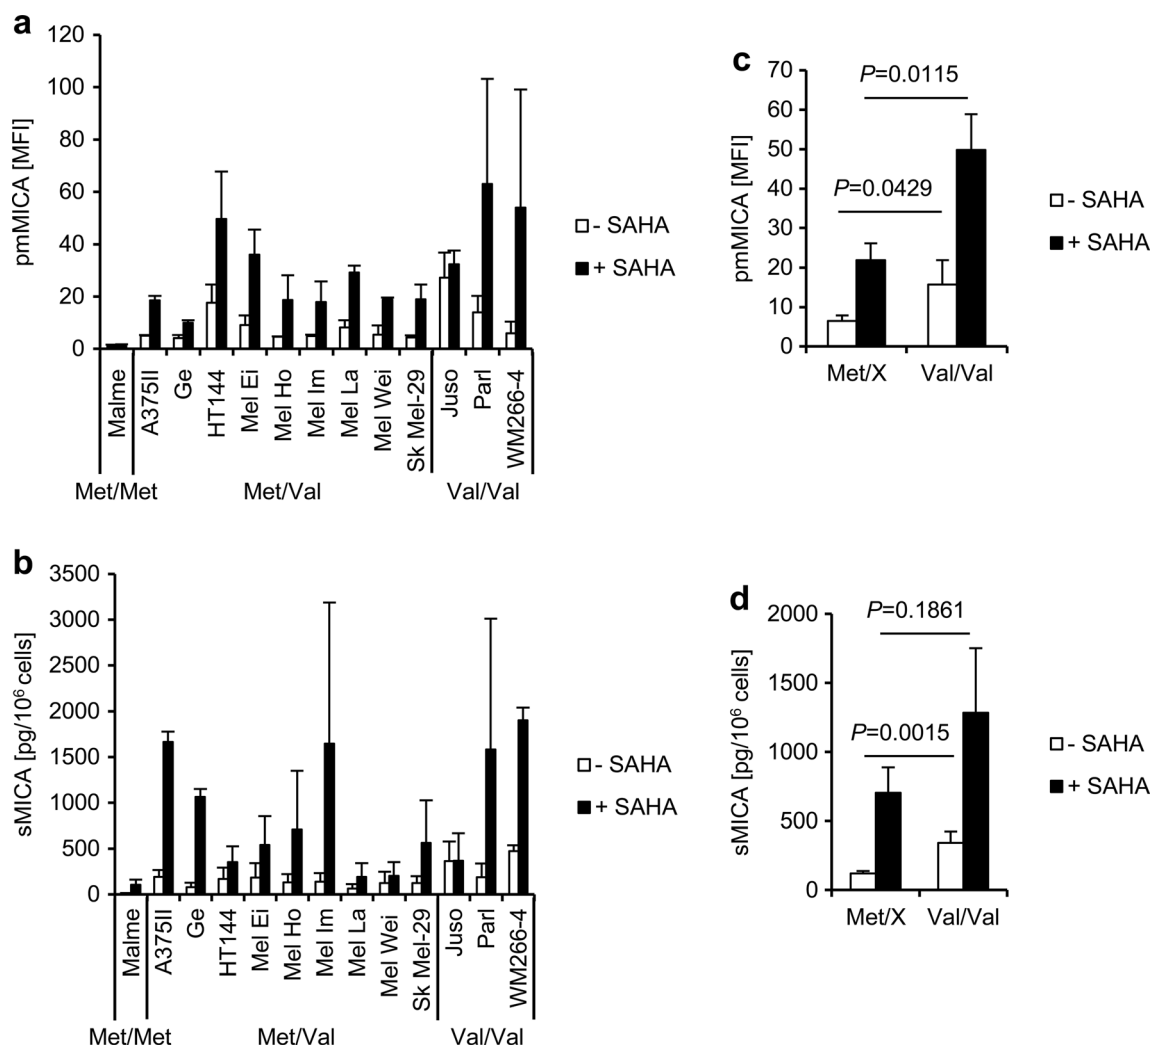 a
120
100
80
60
40
20
0
pmMICA [MFI]
- SAHA
+ SAHA
Malme
A375II
Ge
HT144
Mel Ei
Mel Ho
Mel Im
Mel La
Mel Wei
Sk Mel-29
Juso
Parl
WM266-4
Met/Met
Met/Val
Val/Val
c
70
60
50
40
30
20
10
0
pmMICA [MFI]
P=0.0115
P=0.0429
- SAHA
+ SAHA
Met/X
Val/Val
b
3500
3000
2500
2000
1500
1000
500
0
sMICA [pg/10⁶ cells]
- SAHA
+ SAHA
Malme
A375II
Ge
HT144
Mel Ei
Mel Ho
Mel Im
Mel La
Mel Wei
Sk Mel-29
Juso
Parl
WM266-4
Met/Met
Met/Val
Val/Val
d
2000
1500
1000
500
0
sMICA [pg/10⁶ cells]
P=0.1861
P=0.0015
- SAHA
+ SAHA
Met/X
Val/Val